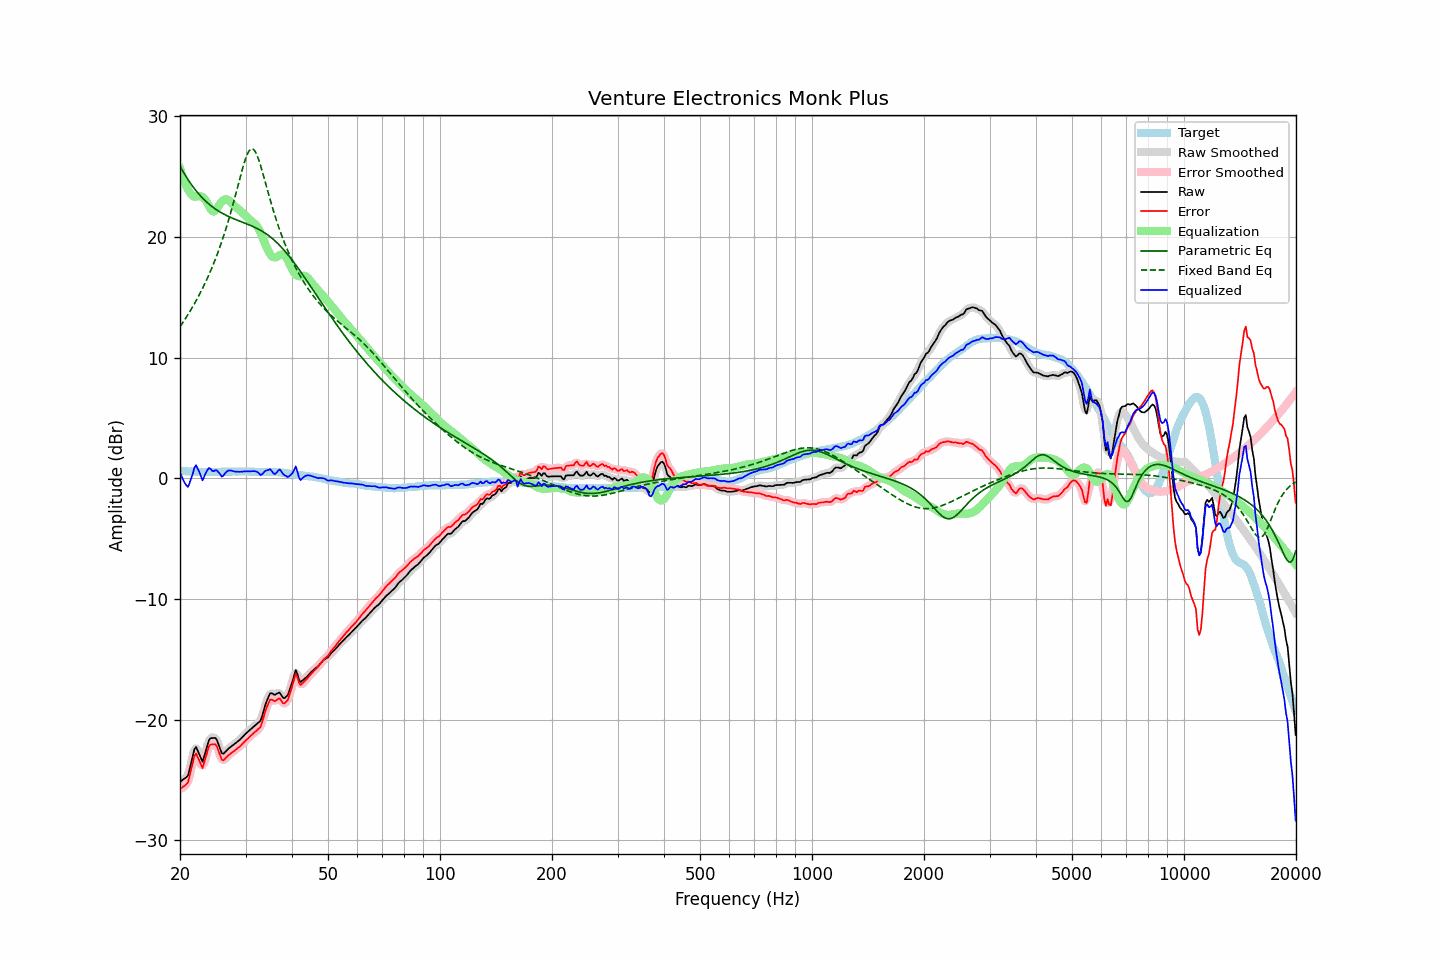 Venture Electronics Monk Plus
30
20
10
0
−10
−20
−30
Amplitude (dBr)
Target
Raw Smoothed
Error Smoothed
Raw
Error
Equalization
Parametric Eq
Fixed Band Eq
Equalized
20 50 100 200 500 1000 2000 5000 10000 20000
Frequency (Hz)